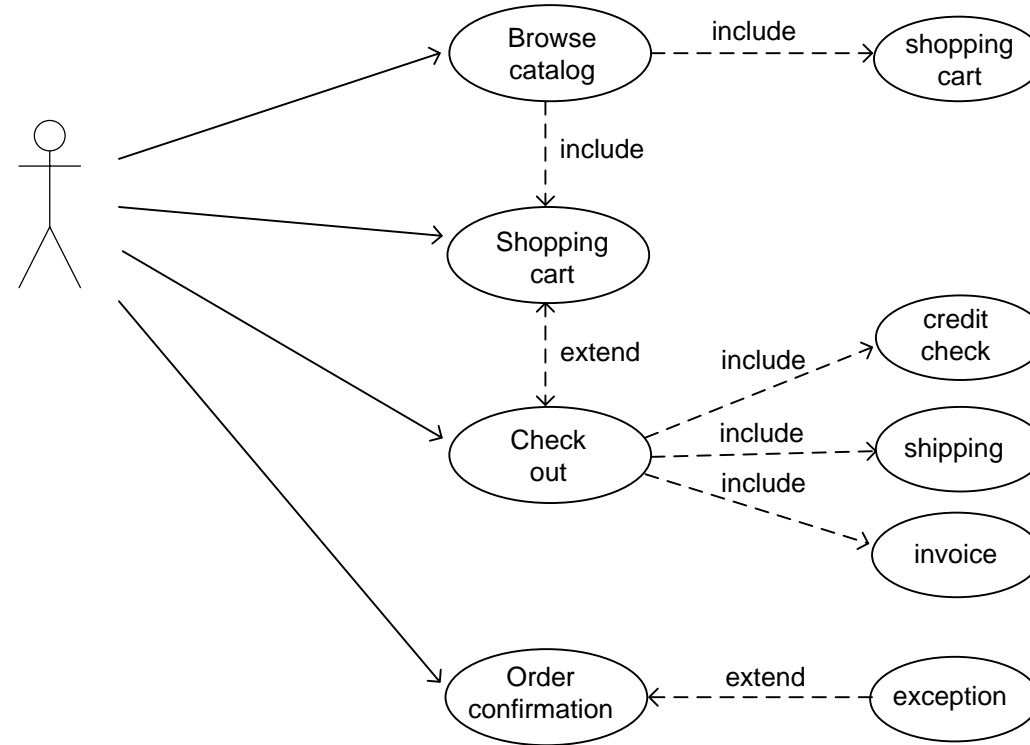 Browse
catalog
include
shopping
cart
include
Shopping
cart
extend
credit
check
include
Check
out
include
shipping
include
invoice
Order
confirmation
extend
exception